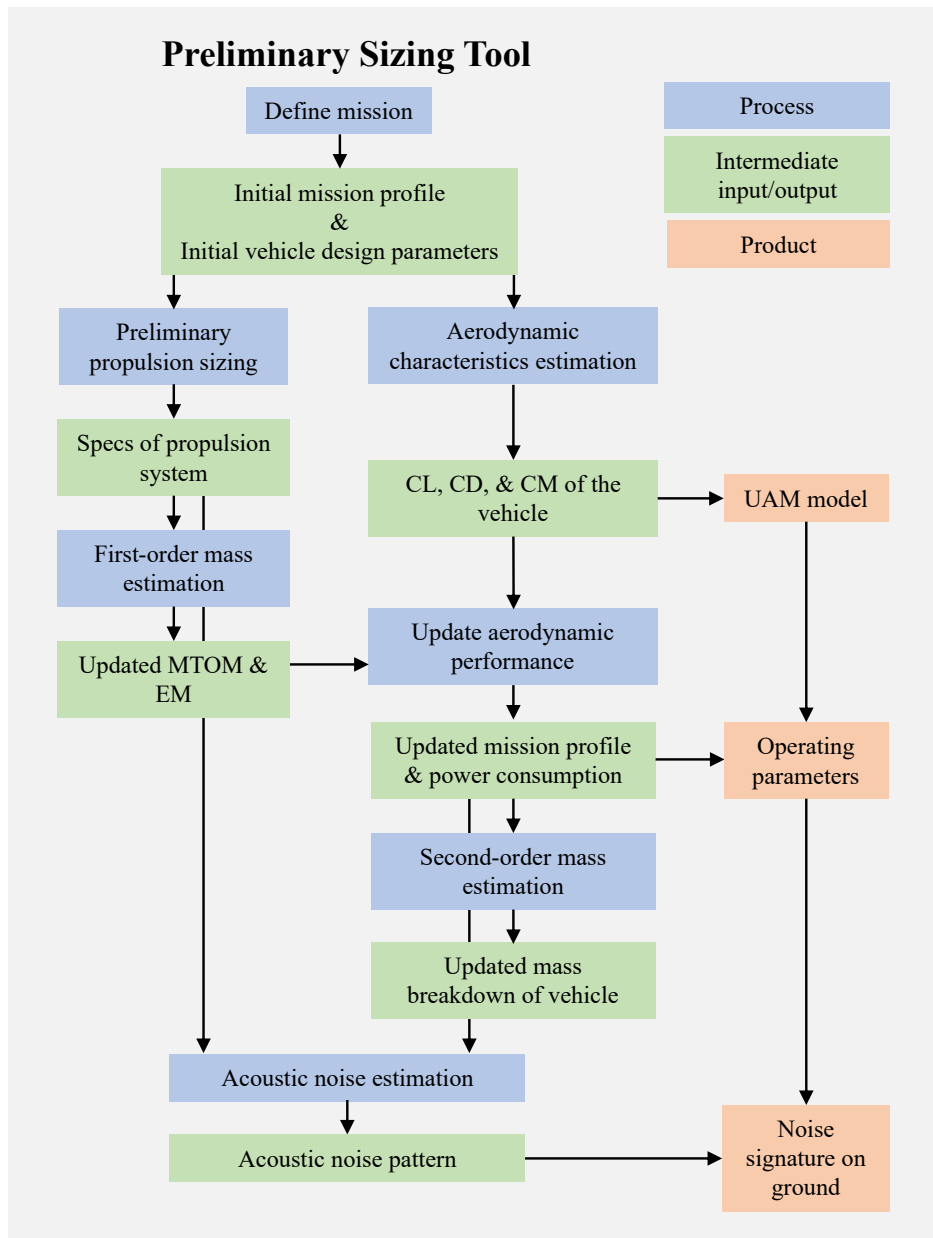 Preliminary Sizing Tool
Define mission
Process
Intermediate
input/output
Product
Initial mission profile
&
Initial vehicle design parameters
Preliminary
propulsion sizing
Aerodynamic
characteristics estimation
Specs of propulsion
system
CL, CD, & CM of the
vehicle
UAM model
First-order mass
estimation
Update aerodynamic
performance
Updated MTOM &
EM
Updated mission profile
& power consumption
Operating
parameters
Second-order mass
estimation
Updated mass
breakdown of vehicle
Acoustic noise estimation
Acoustic noise pattern
Noise
signature on
ground